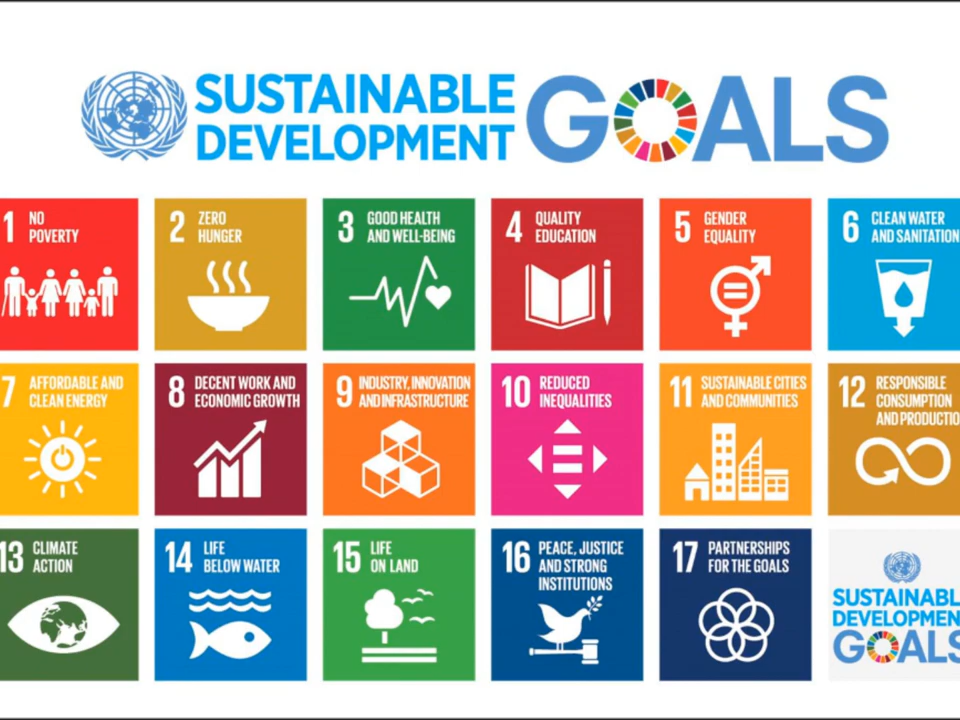 SUSTAINABLE
DEVELOPMENT
GOALS
1 NO
POVERTY
2 ZERO
HUNGER
3 GOOD HEALTH
AND WELL-BEING
4 QUALITY
EDUCATION
5 GENDER
EQUALITY
6 CLEAN WATER
AND SANITATION
7 AFFORDABLE AND
CLEAN ENERGY
8 DECENT WORK AND
ECONOMIC GROWTH
9 INDUSTRY, INNOVATION
AND INFRASTRUCTURE
10 REDUCED
INEQUALITIES
11 SUSTAINABLE CITIES
AND COMMUNITIES
12 RESPONSIBLE
CONSUMPTION
AND PRODUCTIO
13 CLIMATE
ACTION
14 LIFE
BELOW WATER
15 LIFE
ON LAND
16 PEACE, JUSTICE
AND STRONG
INSTITUTIONS
17 PARTNERSHIPS
FOR THE GOALS
SUSTAINABL
DEVELOPMEN
GOALS